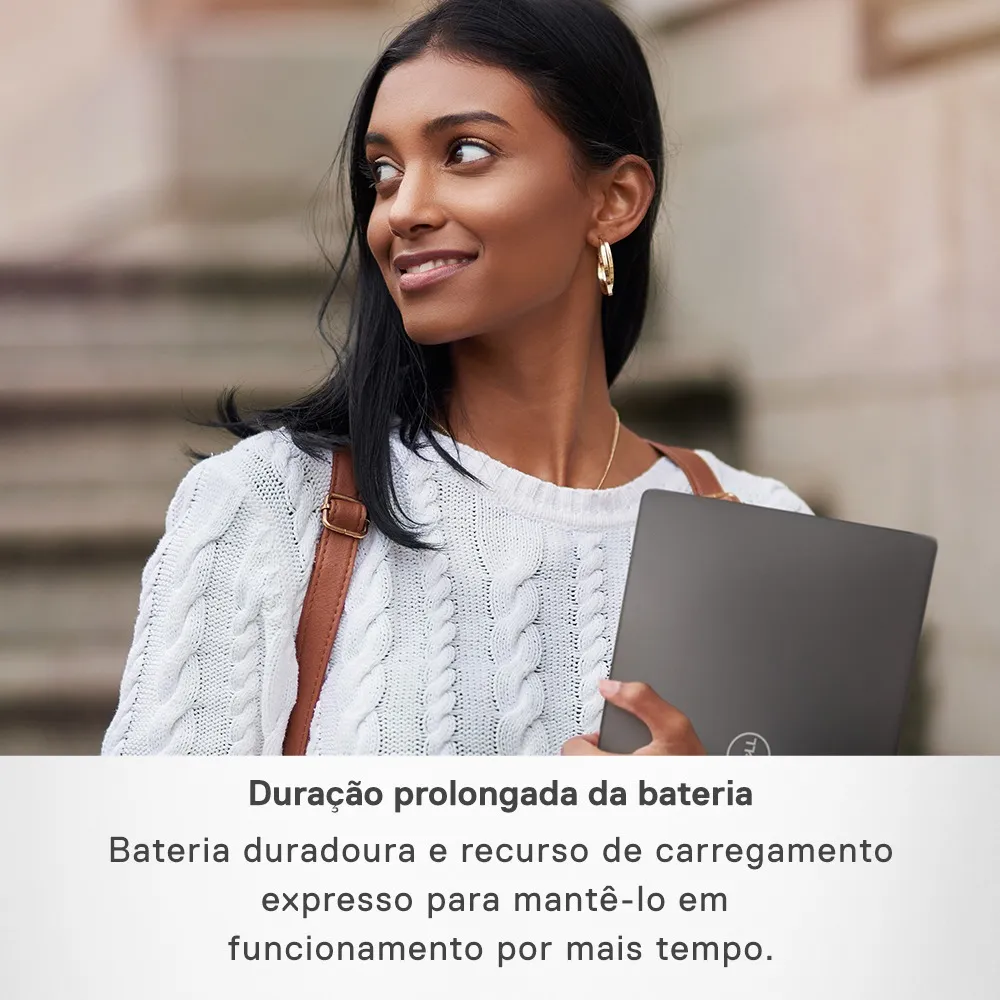 Duração prolongada da bateria
Bateria duradoura e recurso de carregamento
expresso para mantê-lo em
funcionamento por mais tempo.